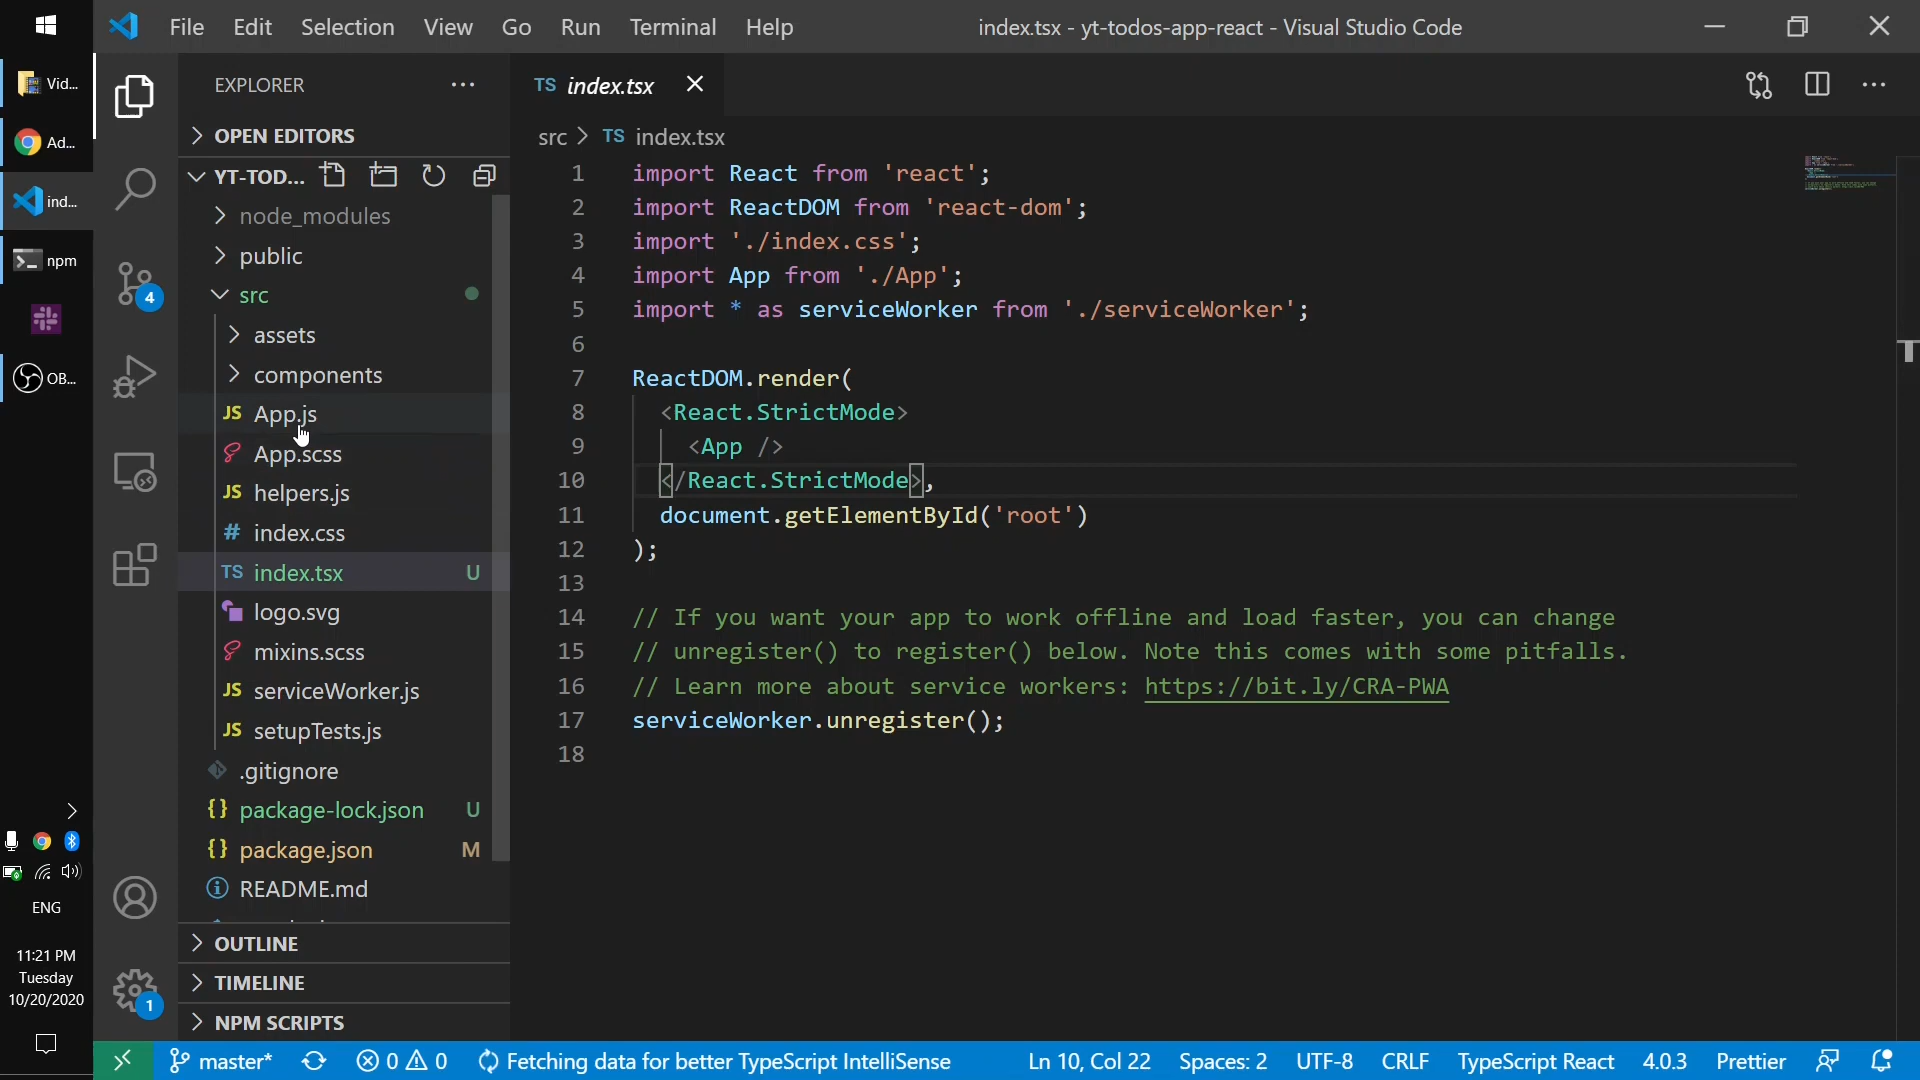 File Edit Selection View Go Run Terminal Help
index.tsx - yt-todos-app-react - Visual Studio Code
Vid...
Ad...
ind...
npm
OB...
ENG
11:21 PM
Tuesday
10/20/2020
4
1
EXPLORER
OPEN EDITORS
YT-TOD...
node_modules
public
src
assets
components
JS App.js
App.scss
JS helpers.js
# index.css
TS index.tsx U
logo.svg
mixins.scss
JS serviceWorker.js
JS setupTests.js
.gitignore
{} package-lock.json U
{} package.json M
README.md
OUTLINE
TIMELINE
NPM SCRIPTS
TS index.tsx
src > TS index.tsx
1 import React from 'react';
2 import ReactDOM from 'react-dom';
3 import './index.css';
4 import App from './App';
5 import * as serviceWorker from './serviceWorker';
6
7 ReactDOM.render(
8 <React.StrictMode>
9 <App />
10 </React.StrictMode>,
11 document.getElementById('root')
12 );
13
14 // If you want your app to work offline and load faster, you can change
15 // unregister() to register() below. Note this comes with some pitfalls.
16 // Learn more about service workers: https://bit.ly/CRA-PWA
17 serviceWorker.unregister();
18
master* 0 0 Fetching data for better TypeScript IntelliSense Ln 10, Col 22 Spaces: 2 UTF-8 CRLF TypeScript React 4.0.3 Prettier